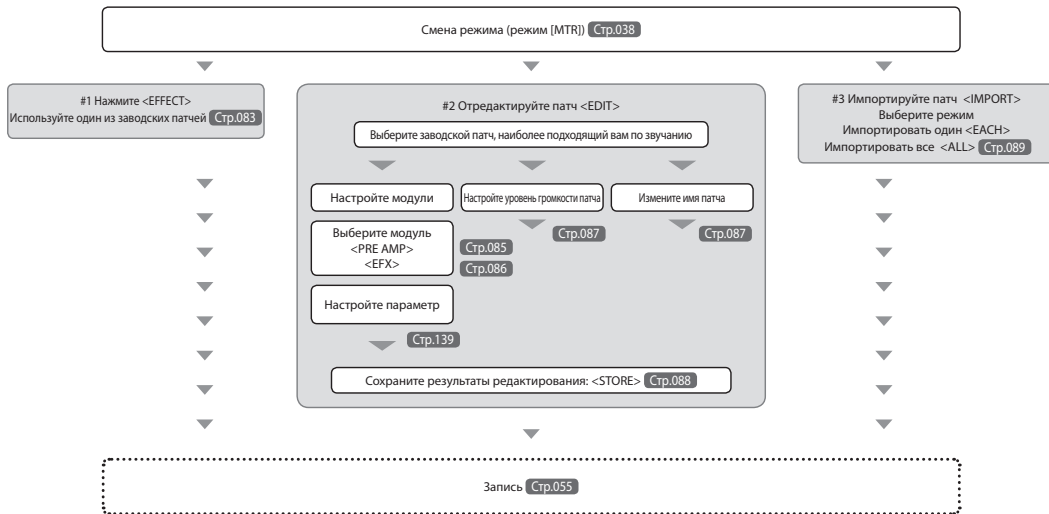 Смена режима (режим [MTR]) Стр.038
#1 Нажмите <EFFECT>
Используйте один из заводских патчей Стр.083
#2 Отредактируйте патч <EDIT>
Выберите заводской патч, наиболее подходящий вам по звучанию
Настройте модули
Выберите модуль
<PRE AMP>
<EFX>
Стр.085
Стр.086
Настройте параметр
Стр.139
Настройте уровень громкости патча
Стр.087
Измените имя патча
Стр.087
Сохраните результаты редактирования: <STORE> Стр.088
#3 Импортируйте патч <IMPORT>
Выберите режим
Импортировать один <EACH>
Импортировать все <ALL> Стр.089
Запись Стр.055